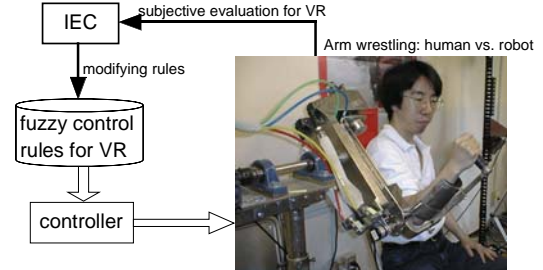 IEC
subjective evaluation for VR
Arm wrestling: human vs. robot
modifying rules
fuzzy control
rules for VR
controller